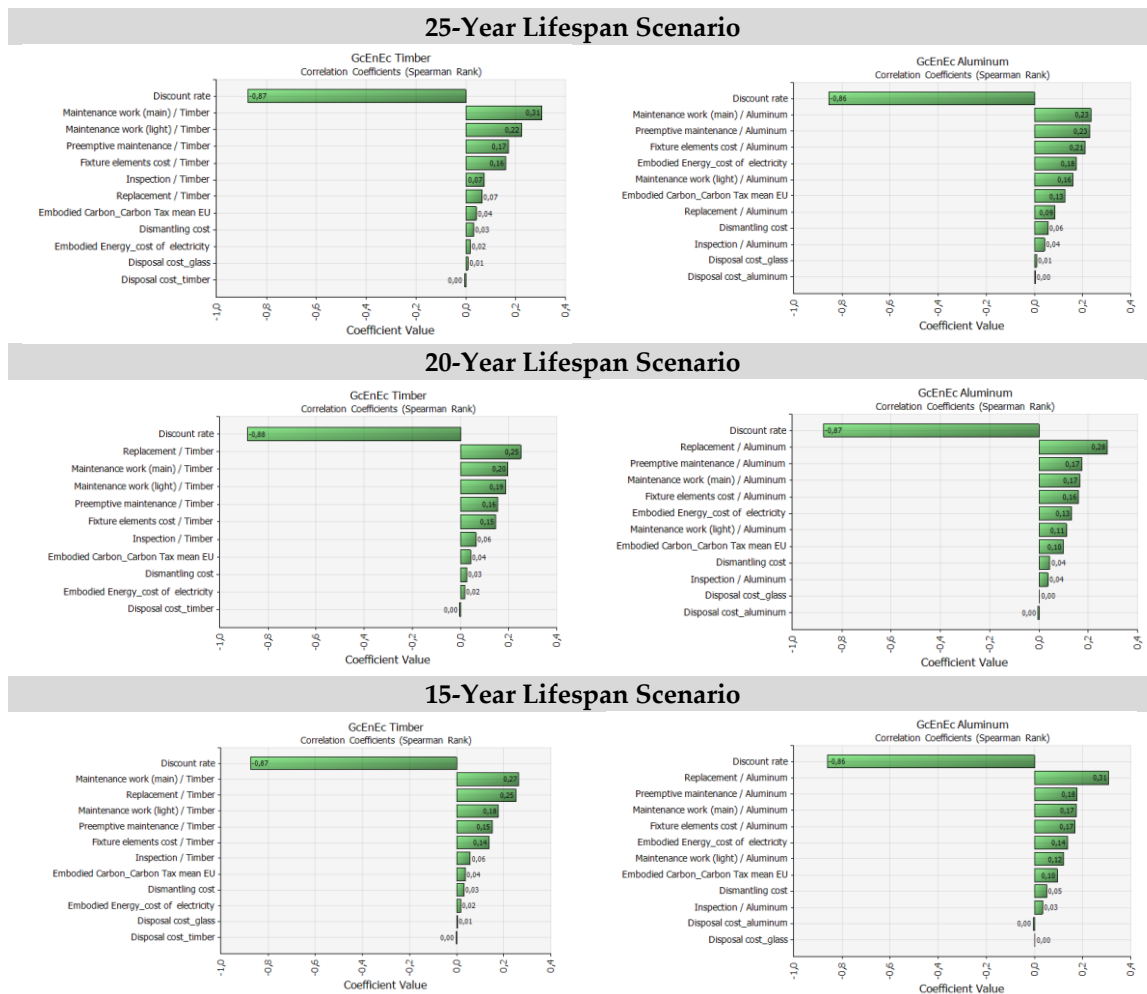 25-Year Lifespan Scenario
GcEnEc Timber
Correlation Coefficients (Spearman Rank)
Discount rate -0,87
Maintenance work (main) / Timber 0,31
Maintenance work (light) / Timber 0,22
Preemptive maintenance / Timber 0,17
Fixture elements cost / Timber 0,16
Inspection / Timber 0,07
Replacement / Timber 0,07
Embodied Carbon_Carbon Tax mean EU 0,04
Dismantling cost 0,03
Embodied Energy_cost of electricity 0,02
Disposal cost_glass 0,01
Disposal cost_timber 0,00
-1,0 -0,8 -0,6 -0,4 -0,2 0,0 0,2 0,4
Coefficient Value
GcEnEc Aluminum
Correlation Coefficients (Spearman Rank)
Discount rate -0,86
Maintenance work (main) / Aluminum 0,23
Preemptive maintenance / Aluminum 0,23
Fixture elements cost / Aluminum 0,21
Embodied Energy_cost of electricity 0,18
Maintenance work (light) / Aluminum 0,16
Embodied Carbon_Carbon Tax mean EU 0,13
Replacement / Aluminum 0,09
Dismantling cost 0,06
Inspection / Aluminum 0,04
Disposal cost_glass 0,01
Disposal cost_aluminum 0,00
-1,0 -0,8 -0,6 -0,4 -0,2 0,0 0,2 0,4
Coefficient Value
20-Year Lifespan Scenario
GcEnEc Timber
Correlation Coefficients (Spearman Rank)
Discount rate -0,88
Replacement / Timber 0,25
Maintenance work (main) / Timber 0,20
Maintenance work (light) / Timber 0,19
Preemptive maintenance / Timber 0,16
Fixture elements cost / Timber 0,15
Inspection / Timber 0,06
Embodied Carbon_Carbon Tax mean EU 0,04
Dismantling cost 0,03
Embodied Energy_cost of electricity 0,02
Disposal cost_timber 0,00
-1,0 -0,8 -0,6 -0,4 -0,2 0,0 0,2 0,4
Coefficient Value
GcEnEc Aluminum
Correlation Coefficients (Spearman Rank)
Discount rate -0,87
Replacement / Aluminum 0,28
Preemptive maintenance / Aluminum 0,17
Maintenance work (main) / Aluminum 0,17
Fixture elements cost / Aluminum 0,16
Embodied Energy_cost of electricity 0,13
Maintenance work (light) / Aluminum 0,11
Embodied Carbon_Carbon Tax mean EU 0,10
Dismantling cost 0,04
Inspection / Aluminum 0,04
Disposal cost_glass 0,00
Disposal cost_aluminum 0,00
-1,0 -0,8 -0,6 -0,4 -0,2 0,0 0,2 0,4
Coefficient Value
15-Year Lifespan Scenario
GcEnEc Timber
Correlation Coefficients (Spearman Rank)
Discount rate -0,87
Maintenance work (main) / Timber 0,27
Replacement / Timber 0,25
Maintenance work (light) / Timber 0,18
Preemptive maintenance / Timber 0,15
Fixture elements cost / Timber 0,14
Inspection / Timber 0,06
Embodied Carbon_Carbon Tax mean EU 0,04
Dismantling cost 0,03
Embodied Energy_cost of electricity 0,02
Disposal cost_glass 0,01
Disposal cost_timber 0,00
-1,0 -0,8 -0,6 -0,4 -0,2 0,0 0,2 0,4
Coefficient Value
GcEnEc Aluminum
Correlation Coefficients (Spearman Rank)
Discount rate -0,86
Replacement / Aluminum 0,31
Preemptive maintenance / Aluminum 0,18
Maintenance work (main) / Aluminum 0,17
Fixture elements cost / Aluminum 0,17
Embodied Energy_cost of electricity 0,14
Maintenance work (light) / Aluminum 0,12
Embodied Carbon_Carbon Tax mean EU 0,10
Dismantling cost 0,05
Inspection / Aluminum 0,03
Disposal cost_aluminum 0,00
Disposal cost_glass 0,00
-1,0 -0,8 -0,6 -0,4 -0,2 0,0 0,2 0,4
Coefficient Value